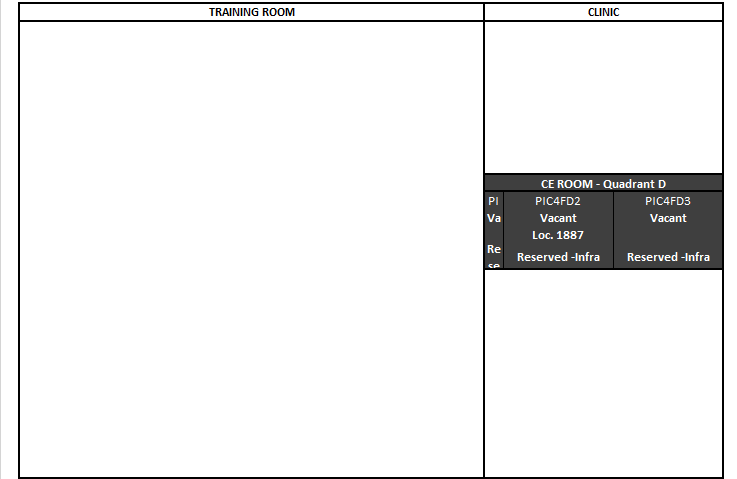 TRAINING ROOM
CLINIC
CE ROOM - Quadrant D
PI PIC4FD2 PIC4FD3
Va Vacant Vacant
Loc. 1887
Re
Reserved -Infra Reserved -Infra
se